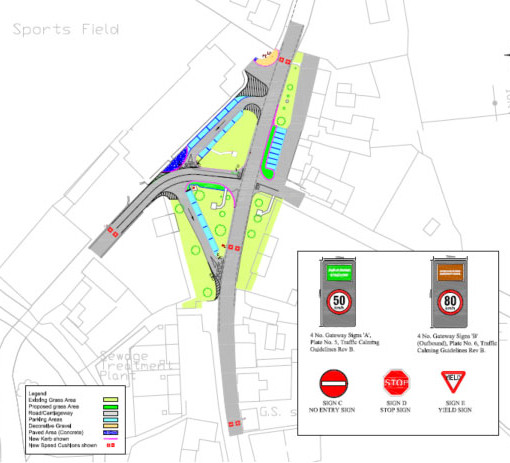 Sports Field
50
80
4 No. Gateway Signs 'A',
Plate No. 5, Traffic Calming
Guidelines Rev B.
4 No. Gateway Signs 'B'
(Outbound), Plate No. 6, Traffic
Calming Guidelines Rev B.
STOP
YIELD
SIGN C
NO ENTRY SIGN
SIGN D
STOP SIGN
SIGN E
YIELD SIGN
Sewage
Treatment
Plant
G.S.
Legend
Existing Grass Area
Proposed grass Area
Road/Carriageway
Parking Areas
Decorative Gravel
Paved Area (Concrete)
New Kerb shown
New Speed Cushions shown